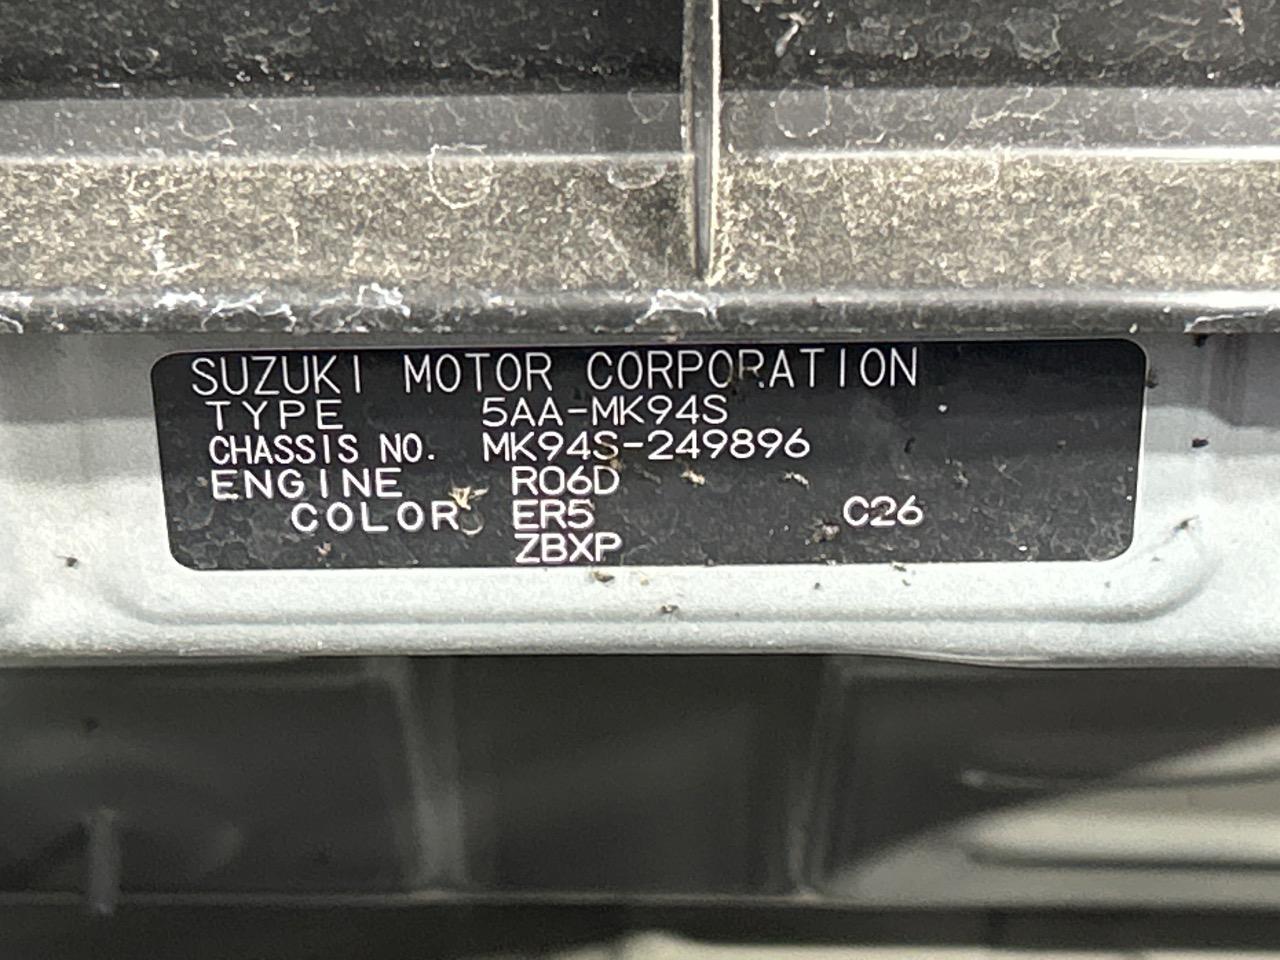 SUZUKI MOTOR CORPORATION
TYPE 5AA-MK94S
CHASSIS NO. MK94S-249896
ENGINE R06D
COLOR ER5 C26
ZBXP